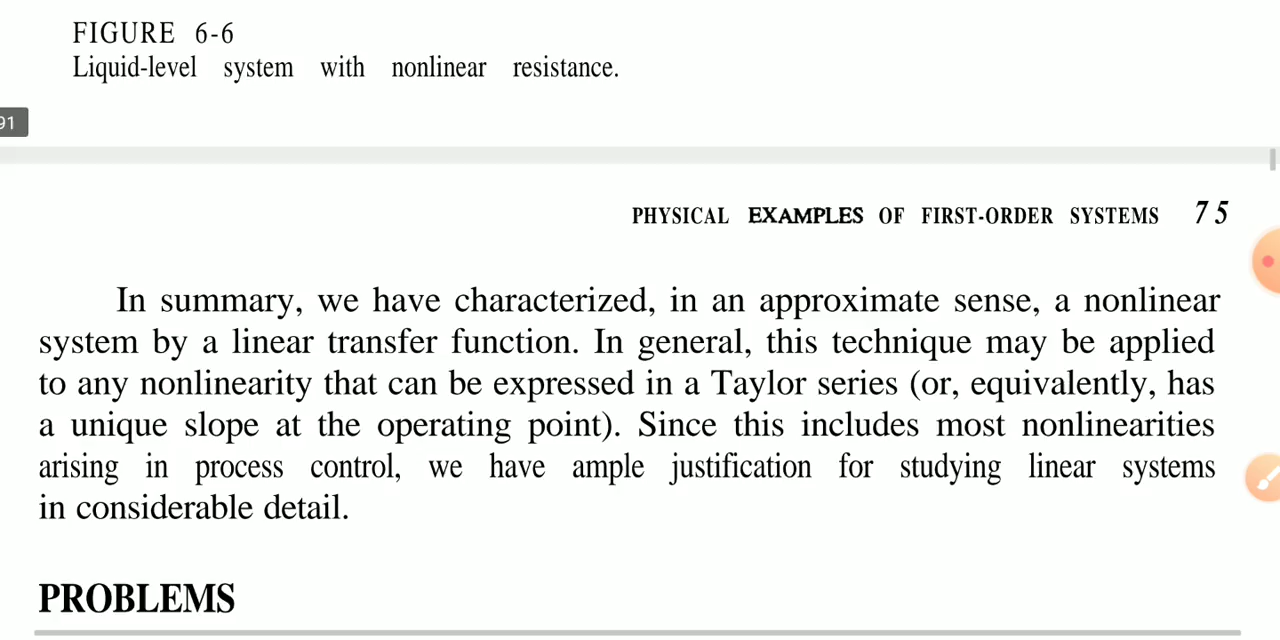 FIGURE 6-6
Liquid-level system with nonlinear resistance.
91
PHYSICAL EXAMPLES OF FIRST-ORDER SYSTEMS 75
In summary, we have characterized, in an approximate sense, a nonlinear
system by a linear transfer function. In general, this technique may be applied
to any nonlinearity that can be expressed in a Taylor series (or, equivalently, has
a unique slope at the operating point). Since this includes most nonlinearities
arising in process control, we have ample justification for studying linear systems
in considerable detail.
PROBLEMS